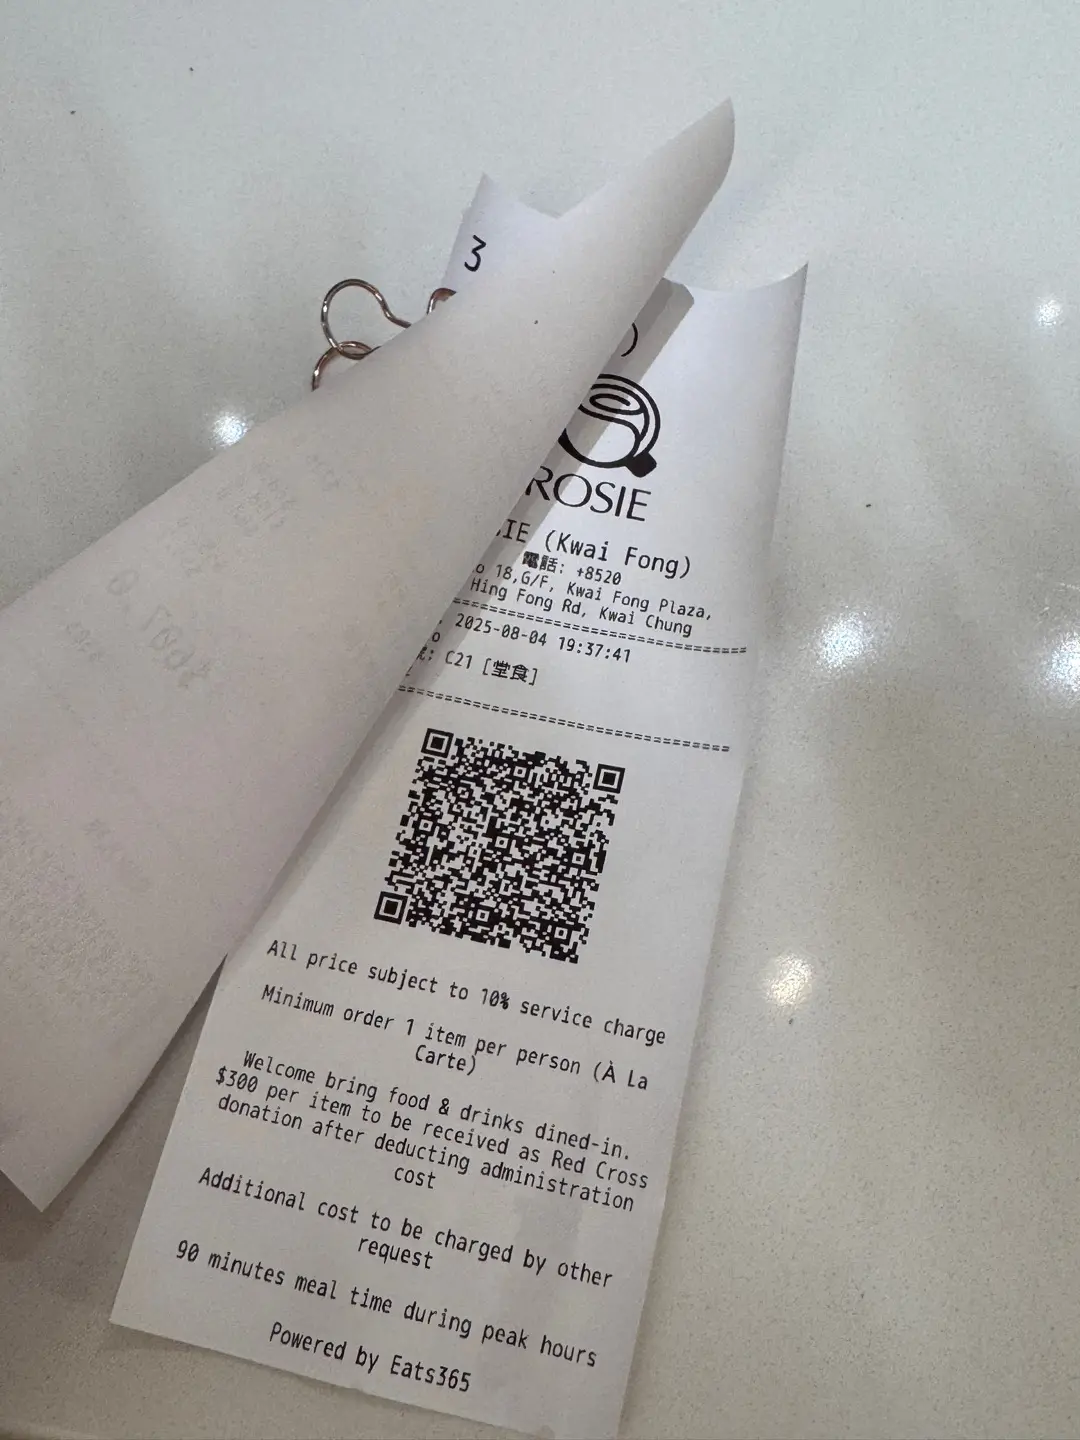 3
ROSIE
(Kwai Fong)
電話: +8520
18,G/F, Kwai Fong Plaza,
Hing Fong Rd, Kwai Chung
2025-08-04 19:37:41
C21 [堂食]
All price subject to 10% service charge
Minimum order 1 item per person (À La
Carte)
Welcome bring food & drinks dined-in.
$300 per item to be received as Red Cross
donation after deducting administration
cost
Additional cost to be charged by other
request
90 minutes meal time during peak hours
Powered by Eats365